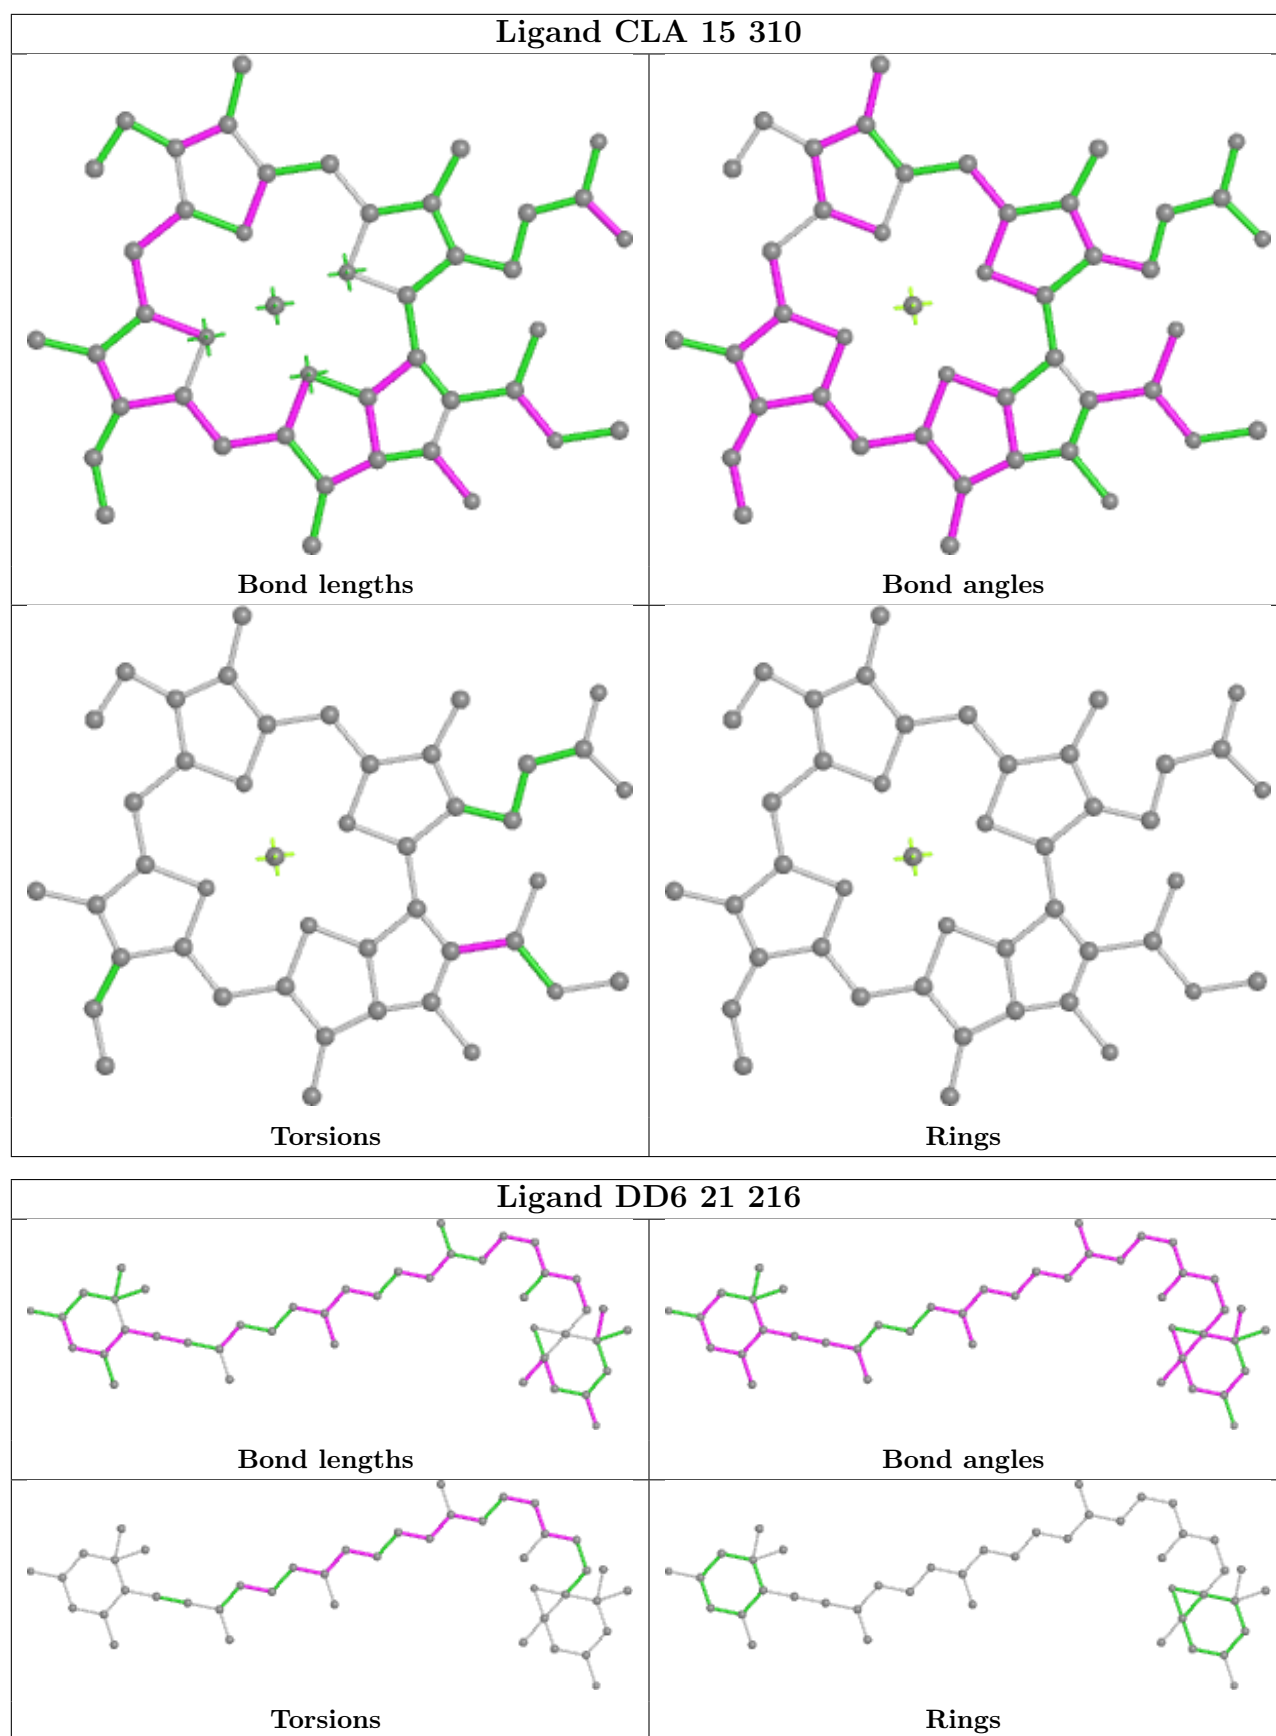 Ligand CLA 15 310
Bond lengths
Bond angles
Torsions
Rings
Ligand DD6 21 216
Bond lengths
Bond angles
Torsions
Rings